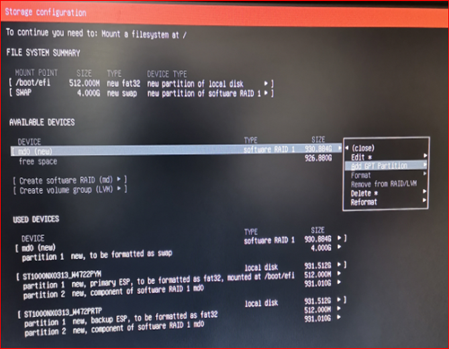 Storage configuration
To continue you need to: Mount a filesystem at /
FILE SYSTEM SUMMARY
MOUNT POINT SIZE TYPE DEVICE TYPE
[ /boot/efi 512.000M new fat32 new partition of local disk ▸ ]
[ SWAP 4.000G new swap new partition of software RAID 1 ▸ ]
AVAILABLE DEVICES
DEVICE TYPE SIZE
[ md0 (new) software RAID 1 930.884G ▸ ]
free space 926.880G ▸
[ Create software RAID (md) ▸ ]
[ Create volume group (LVM) ▸ ]
◂ (close)
Edit ▸
Add GPT Partition ▸
Format ▸
Remove from RAID/LVM
Delete ▸
Reformat ▸
USED DEVICES
DEVICE TYPE SIZE
[ md0 (new) software RAID 1 930.884G ▸ ]
partition 1 new, to be formatted as swap 4.000G ▸
[ local disk 931.512G ▸ ]
partition 1 new, primary ESP, to be formatted as fat32, mounted at /boot/efi 512.000M ▸
partition 2 new, component of software RAID 1 md0 931.010G ▸
[ local disk 931.512G ▸ ]
partition 1 new, backup ESP, to be formatted as fat32 512.000M ▸
partition 2 new, component of software RAID 1 md0 931.010G ▸